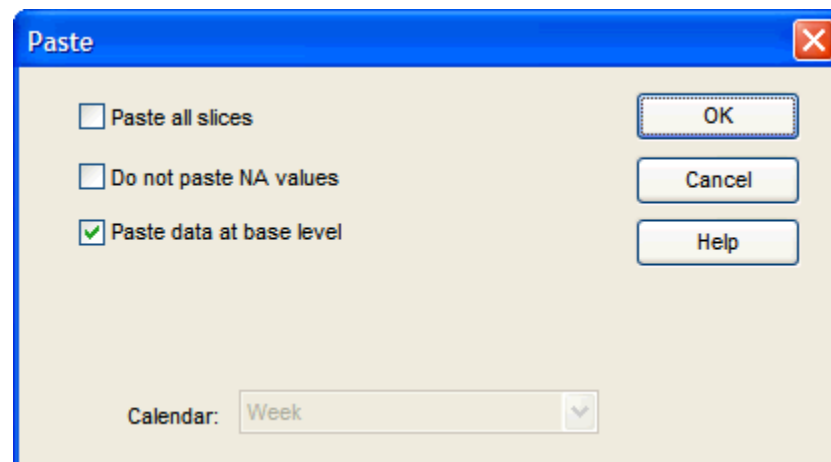 Paste
Paste all slices
OK
Do not paste NA values
Cancel
Paste data at base level
Help
Calendar:
Week